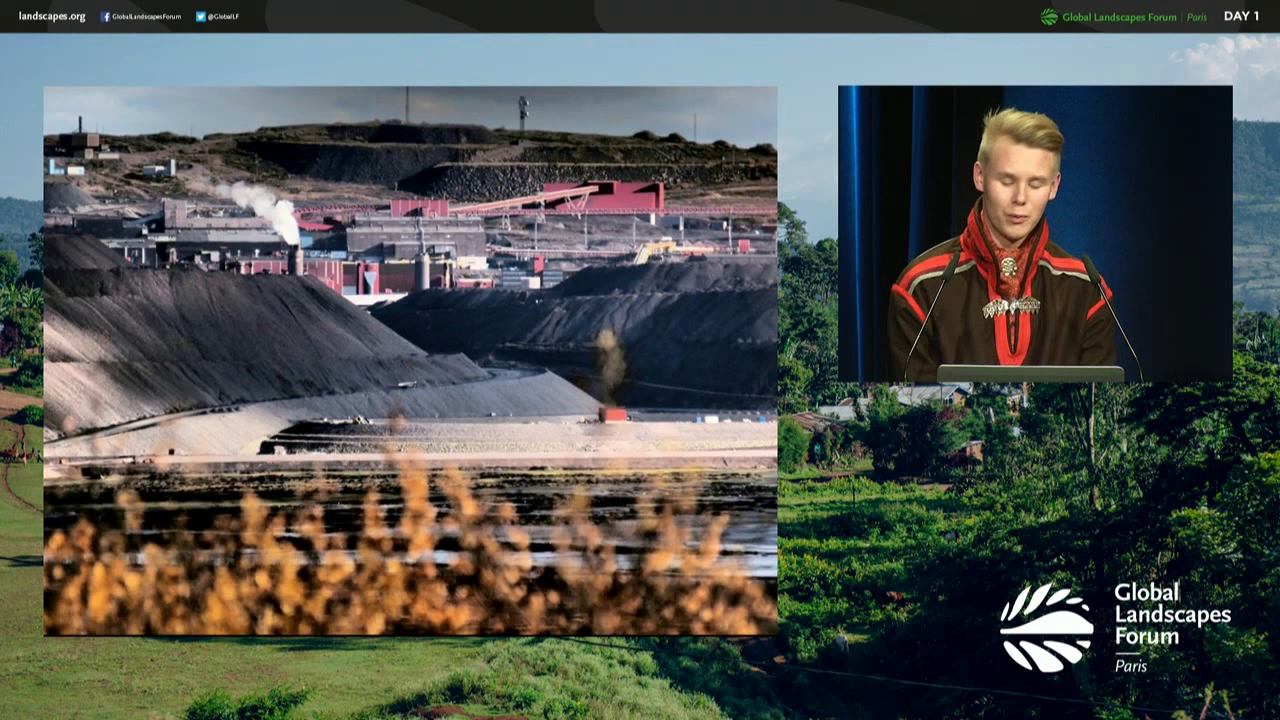 landscapes.org
GlobalLandscapesForum
@GlobalLF
Global Landscapes Forum | Paris
DAY 1
Global
Landscapes
Forum
Paris